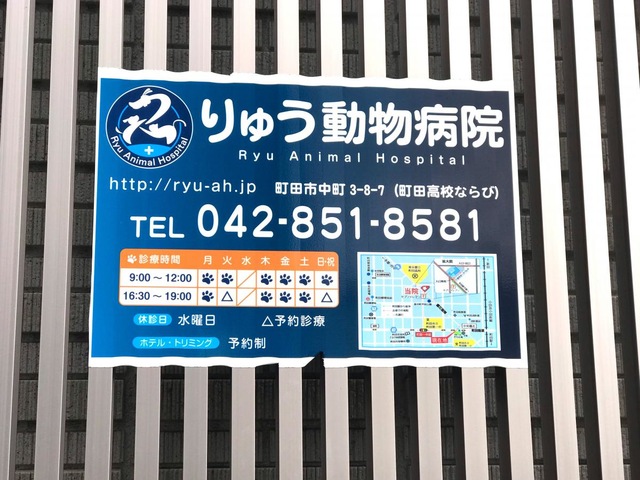 りゅう動物病院
Ryu Animal Hospital
Ryu Animal Hospital
http://ryu-ah.jp 町田市中町3-8-7 (町田高校ならび)
TEL 042-851-8581
診療時間 月 火 水 木 金 土 日・祝
9:00～12:00
16:30～19:00 △ △
休診日 水曜日 △予約診療
ホテル・トリミング 予約制
当院